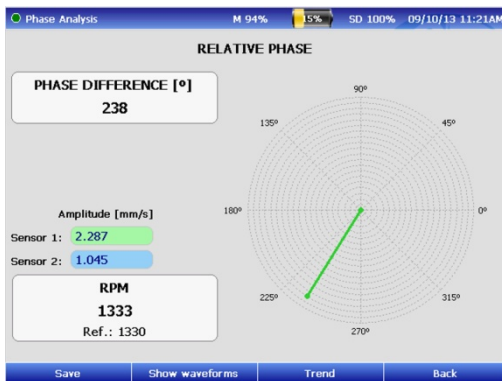 Phase Analysis M 94% 15% SD 100% 09/10/13 11:21AM
RELATIVE PHASE
PHASE DIFFERENCE [º]
238
90º
135º 45º
180º 0º
225º 315º
270º
Amplitude [mm/s]
Sensor 1: 2.287
Sensor 2: 1.045
RPM
1333
Ref.: 1330
Save Show waveforms Trend Back